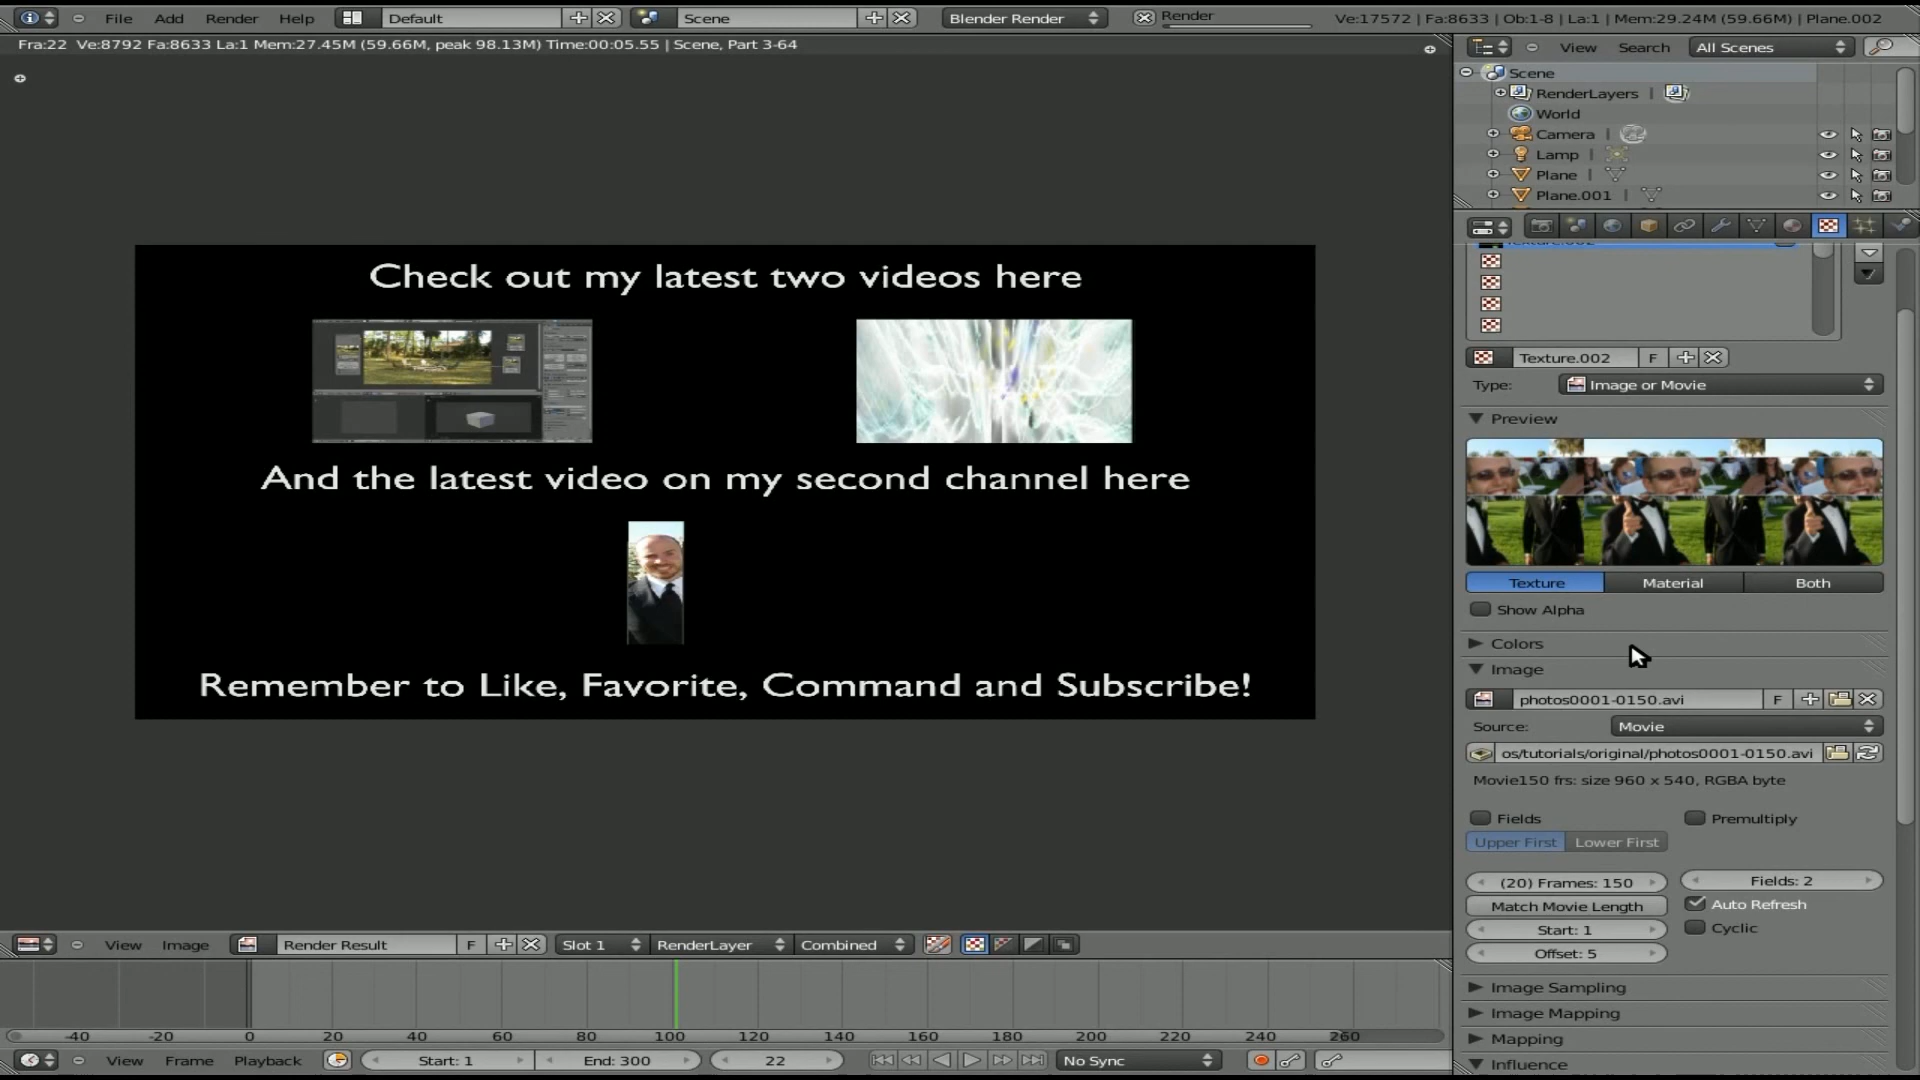 File Add Render Help Default Scene Blender Render Render Ve:17572 | Fa:8633 | Ob:1-8 | La:1 | Mem:29.24M (59.66M) | Plane.002
Fra:22 Ve:8792 Fa:8633 La:1 Mem:27.45M (59.66M, peak 98.13M) Time:00:05.55 | Scene, Part 3-64
View Search All Scenes
Scene
RenderLayers
World
Camera
Lamp
Plane
Plane.001
Check out my latest two videos here
And the latest video on my second channel here
Remember to Like, Favorite, Command and Subscribe!
Texture.002 F
Type: Image or Movie
Preview
Texture Material Both
Show Alpha
Colors
Image
photos0001-0150.avi F
Source: Movie
os/tutorials/original/photos0001-0150.avi
Movie150 frs: size 960 x 540, RGBA byte
Fields Premultiply
Upper First Lower First
(20) Frames: 150 Fields: 2
Match Movie Length Auto Refresh
Start: 1 Cyclic
Offset: 5
Image Sampling
Image Mapping
Mapping
Influence
View Image Render Result F Slot 1 RenderLayer Combined
-40 -20 0 20 40 60 80 100 120 140 160 180 200 220 240 260
View Frame Playback Start: 1 End: 300 22 No Sync